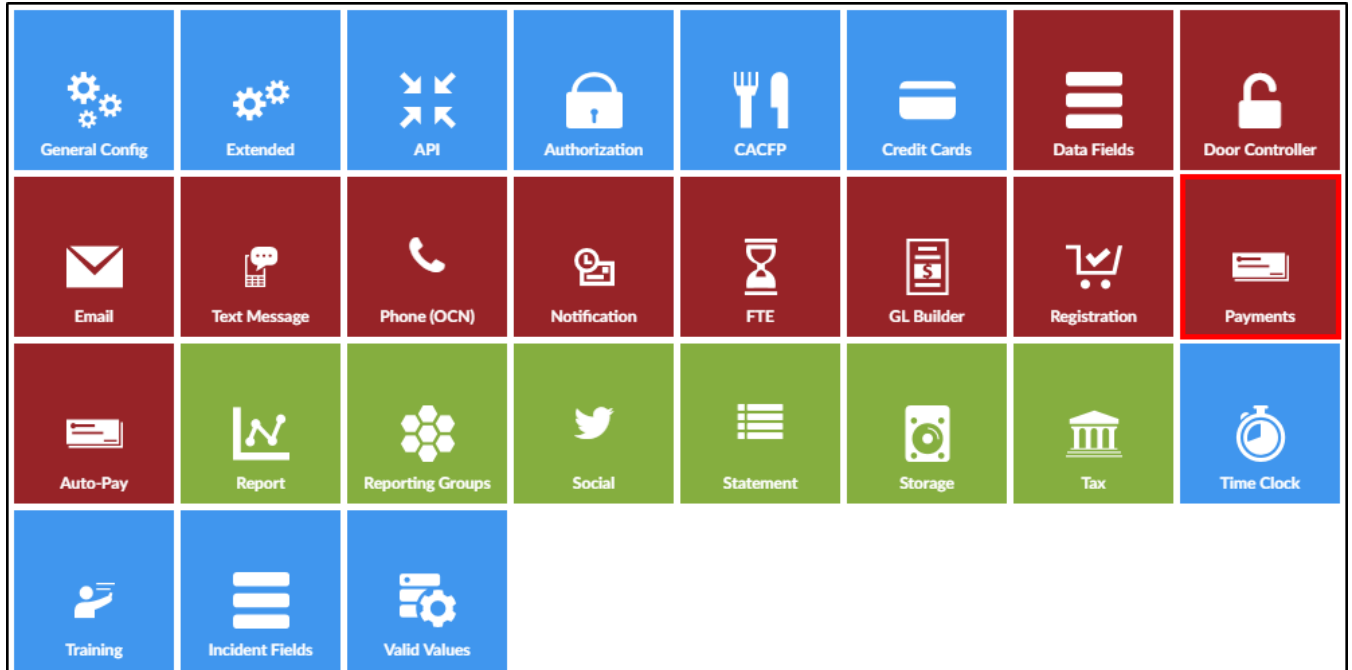 General Config
Extended
API
Authorization
CACFP
Credit Cards
Data Fields
Door Controller
Email
Text Message
Phone (OCN)
Notification
FTE
GL Builder
Registration
Payments
Auto-Pay
Report
Reporting Groups
Social
Statement
Storage
Tax
Time Clock
Training
Incident Fields
Valid Values